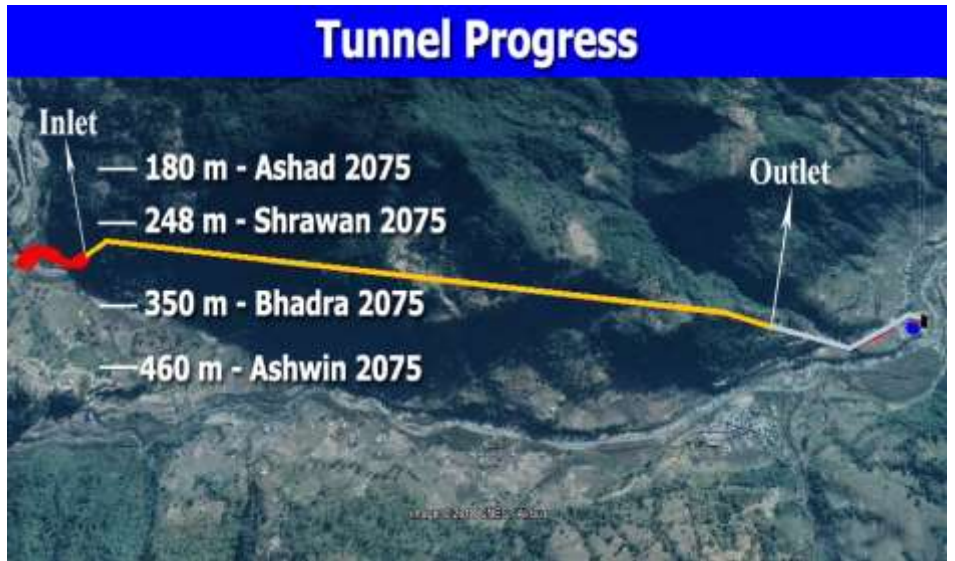 Tunnel Progress
Inlet
180 m - Ashad 2075
Outlet
248 m - Shrawan 2075
350 m - Bhadra 2075
460 m - Ashwin 2075